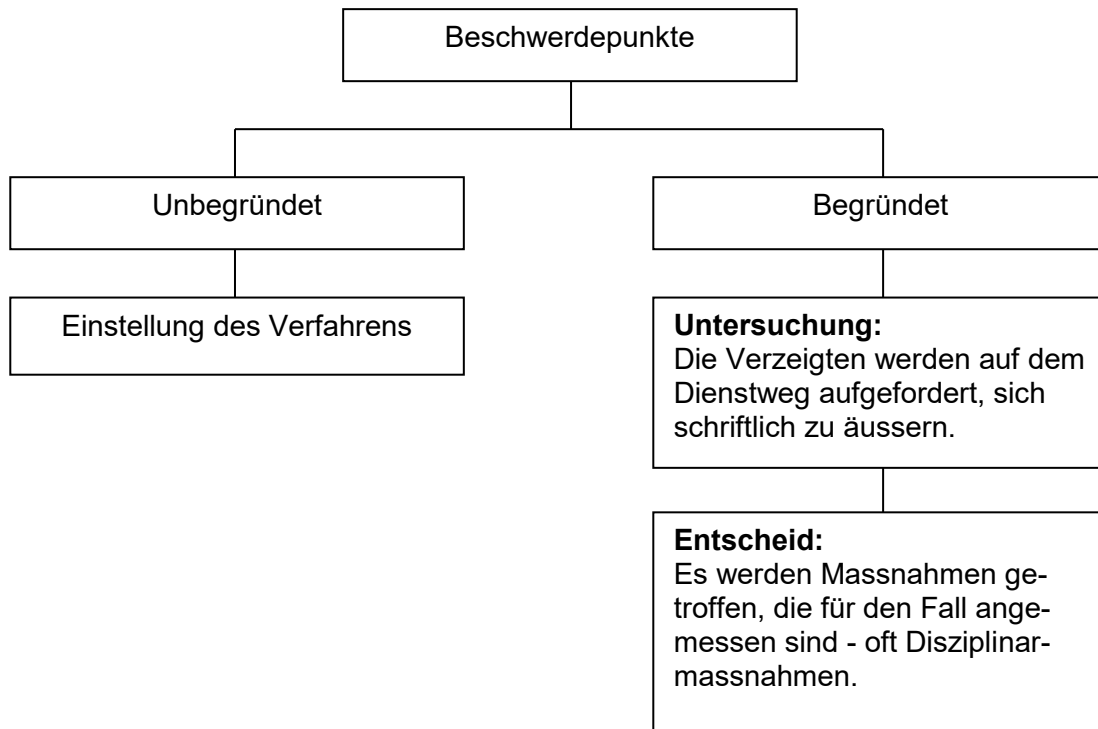 Beschwerdepunkte
Unbegründet
Begründet
Einstellung des Verfahrens
Untersuchung:
Die Verzeigten werden auf dem
Dienstweg aufgefordert, sich
schriftlich zu äussern.
Entscheid:
Es werden Massnahmen ge-
troffen, die für den Fall ange-
messen sind - oft Disziplinar-
massnahmen.